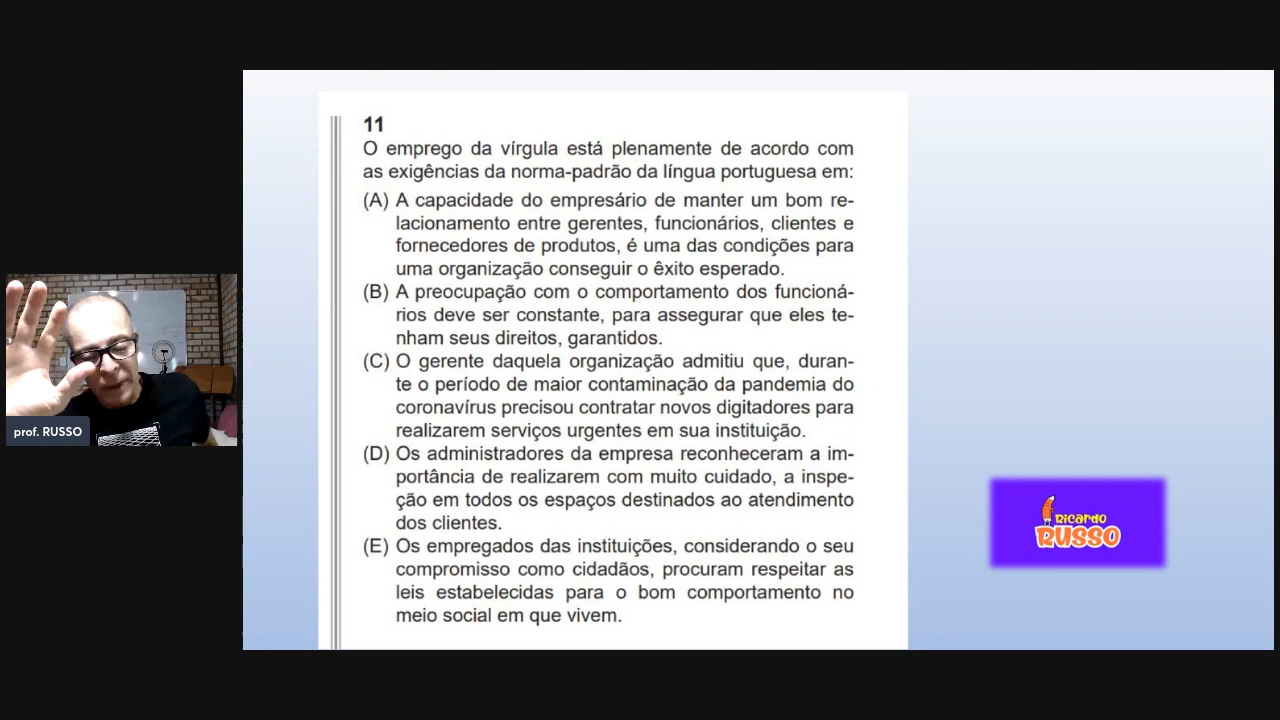 11
O emprego da vírgula está plenamente de acordo com
as exigências da norma-padrão da língua portuguesa em:
(A) A capacidade do empresário de manter um bom re-
lacionamento entre gerentes, funcionários, clientes e
fornecedores de produtos, é uma das condições para
uma organização conseguir o êxito esperado.
(B) A preocupação com o comportamento dos funcioná-
rios deve ser constante, para assegurar que eles te-
nham seus direitos, garantidos.
(C) O gerente daquela organização admitiu que, duran-
te o período de maior contaminação da pandemia do
coronavírus precisou contratar novos digitadores para
realizarem serviços urgentes em sua instituição.
(D) Os administradores da empresa reconheceram a im-
portância de realizarem com muito cuidado, a inspe-
ção em todos os espaços destinados ao atendimento
dos clientes.
(E) Os empregados das instituições, considerando o seu
compromisso como cidadãos, procuram respeitar as
leis estabelecidas para o bom comportamento no
meio social em que vivem.
prof. RUSSO
Ricardo
RUSSO